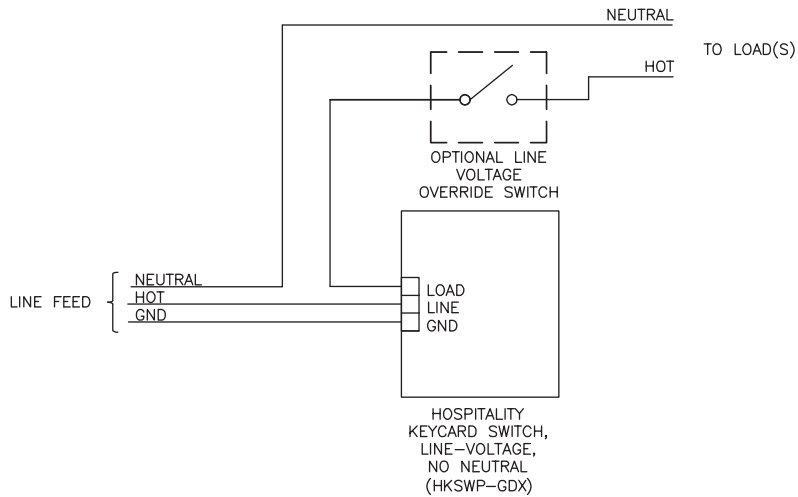 NEUTRAL
TO LOAD(S)
HOT
OPTIONAL LINE
VOLTAGE
OVERRIDE SWITCH
NEUTRAL
LINE FEED
HOT
GND
LOAD
LINE
GND
HOSPITALITY
KEYCARD SWITCH,
LINE-VOLTAGE,
NO NEUTRAL
(HKSWP-GDX)